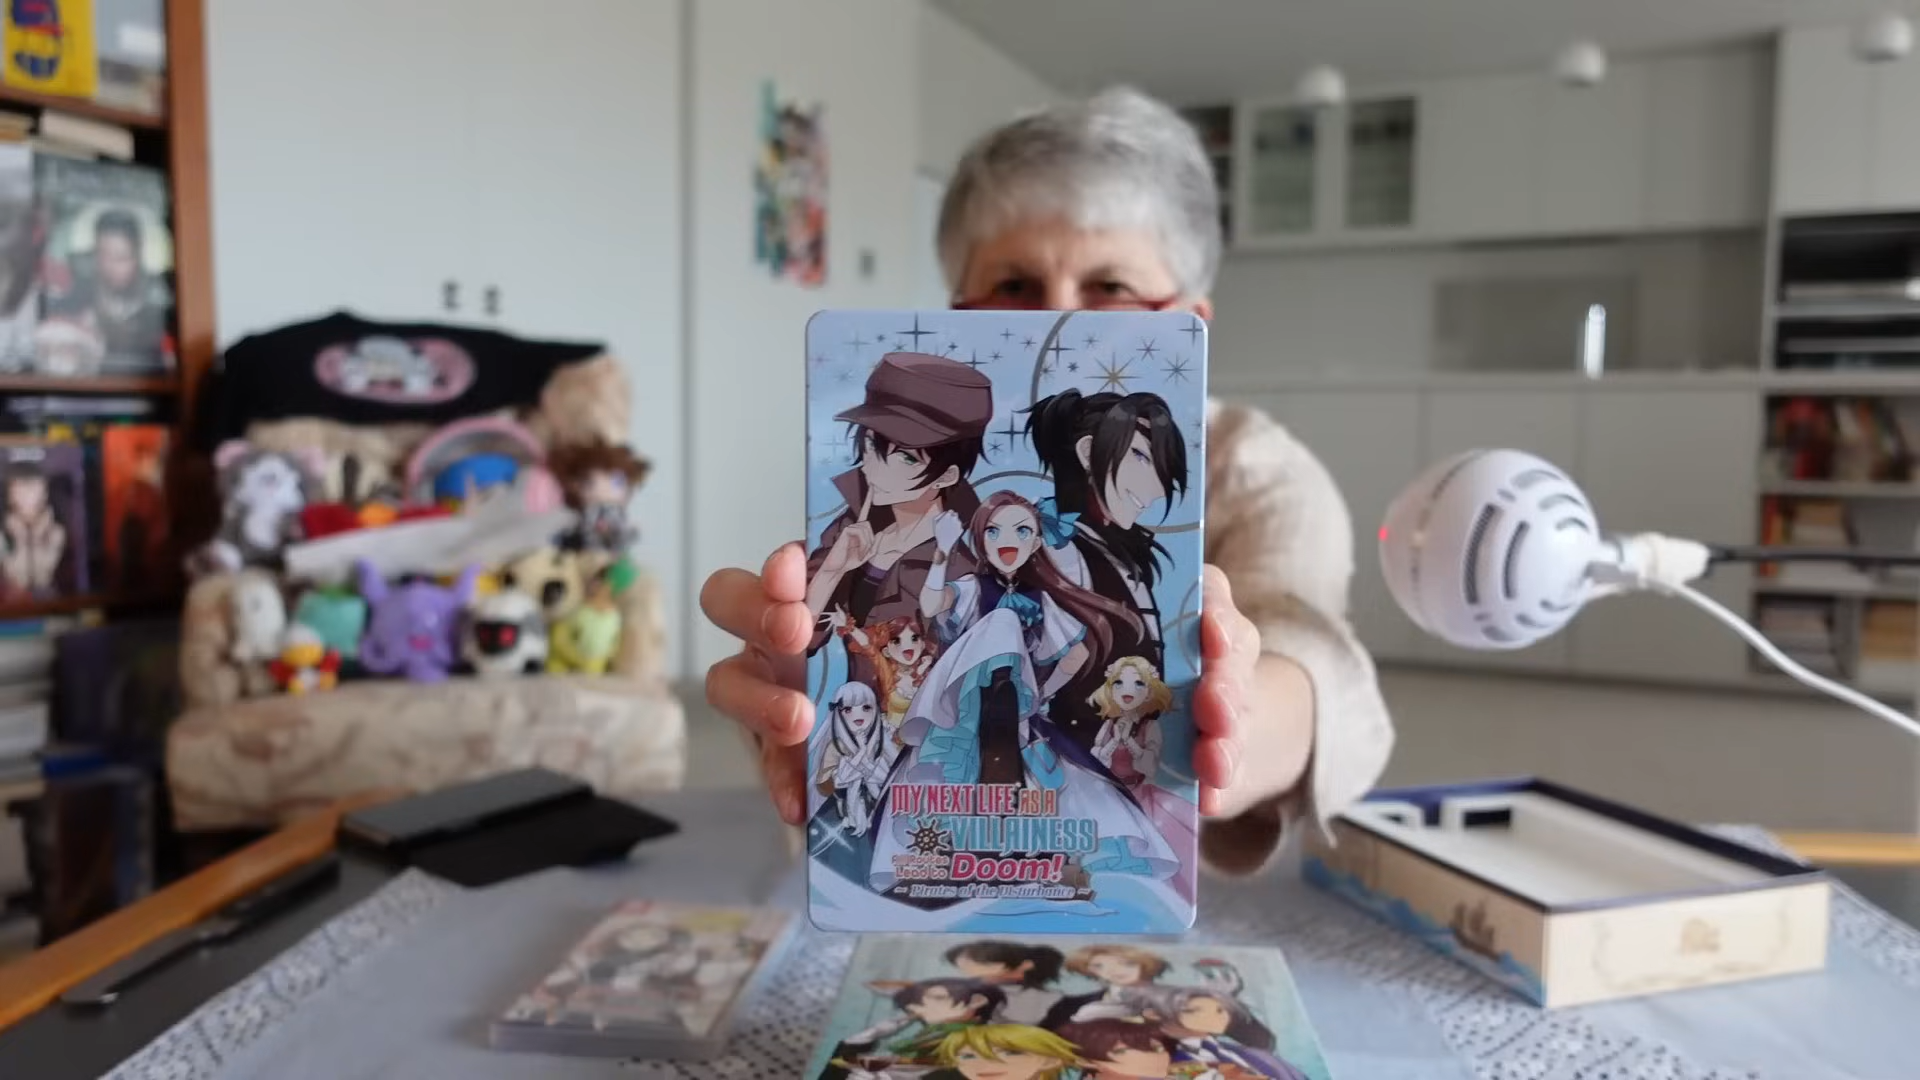 MY NEXT LIFE AS A
VILLAINESS
All Routes
Lead to Doom!
~ Pirates of the Disturbance ~